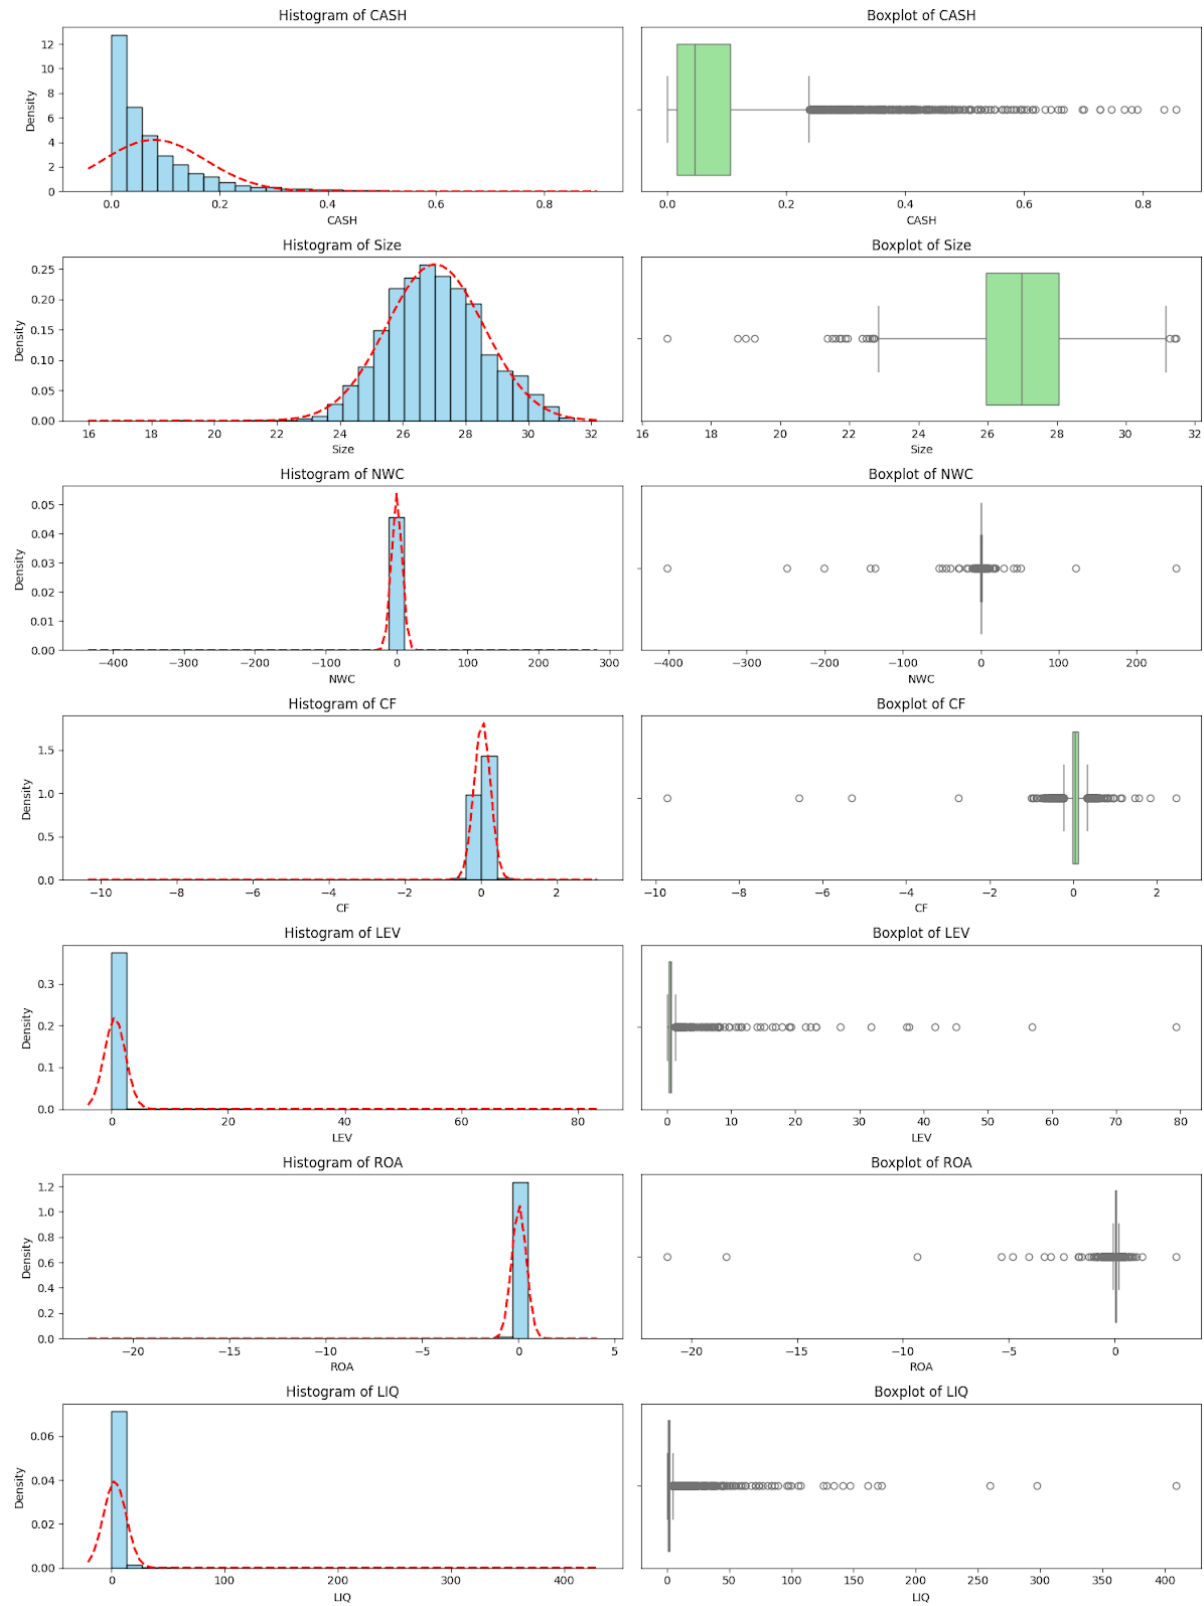 Histogram of CASH
Boxplot of CASH
Density
12
10
8
6
4
2
0
0.0 0.2 0.4 0.6 0.8
CASH
0.0 0.2 0.4 0.6 0.8
CASH
Histogram of Size
Boxplot of Size
Density
0.25
0.20
0.15
0.10
0.05
0.00
16 18 20 22 24 26 28 30 32
Size
16 18 20 22 24 26 28 30 32
Size
Histogram of NWC
Boxplot of NWC
Density
0.05
0.04
0.03
0.02
0.01
0.00
−400 −300 −200 −100 0 100 200 300
NWC
−400 −300 −200 −100 0 100 200
NWC
Histogram of CF
Boxplot of CF
Density
1.5
1.0
0.5
0.0
−10 −8 −6 −4 −2 0 2
CF
−10 −8 −6 −4 −2 0 2
CF
Histogram of LEV
Boxplot of LEV
Density
0.3
0.2
0.1
0.0
0 20 40 60 80
LEV
0 10 20 30 40 50 60 70 80
LEV
Histogram of ROA
Boxplot of ROA
Density
1.2
1.0
0.8
0.6
0.4
0.2
0.0
−20 −15 −10 −5 0 5
ROA
−20 −15 −10 −5 0
ROA
Histogram of LIQ
Boxplot of LIQ
Density
0.06
0.04
0.02
0.00
0 100 200 300 400
LIQ
0 50 100 150 200 250 300 350 400
LIQ